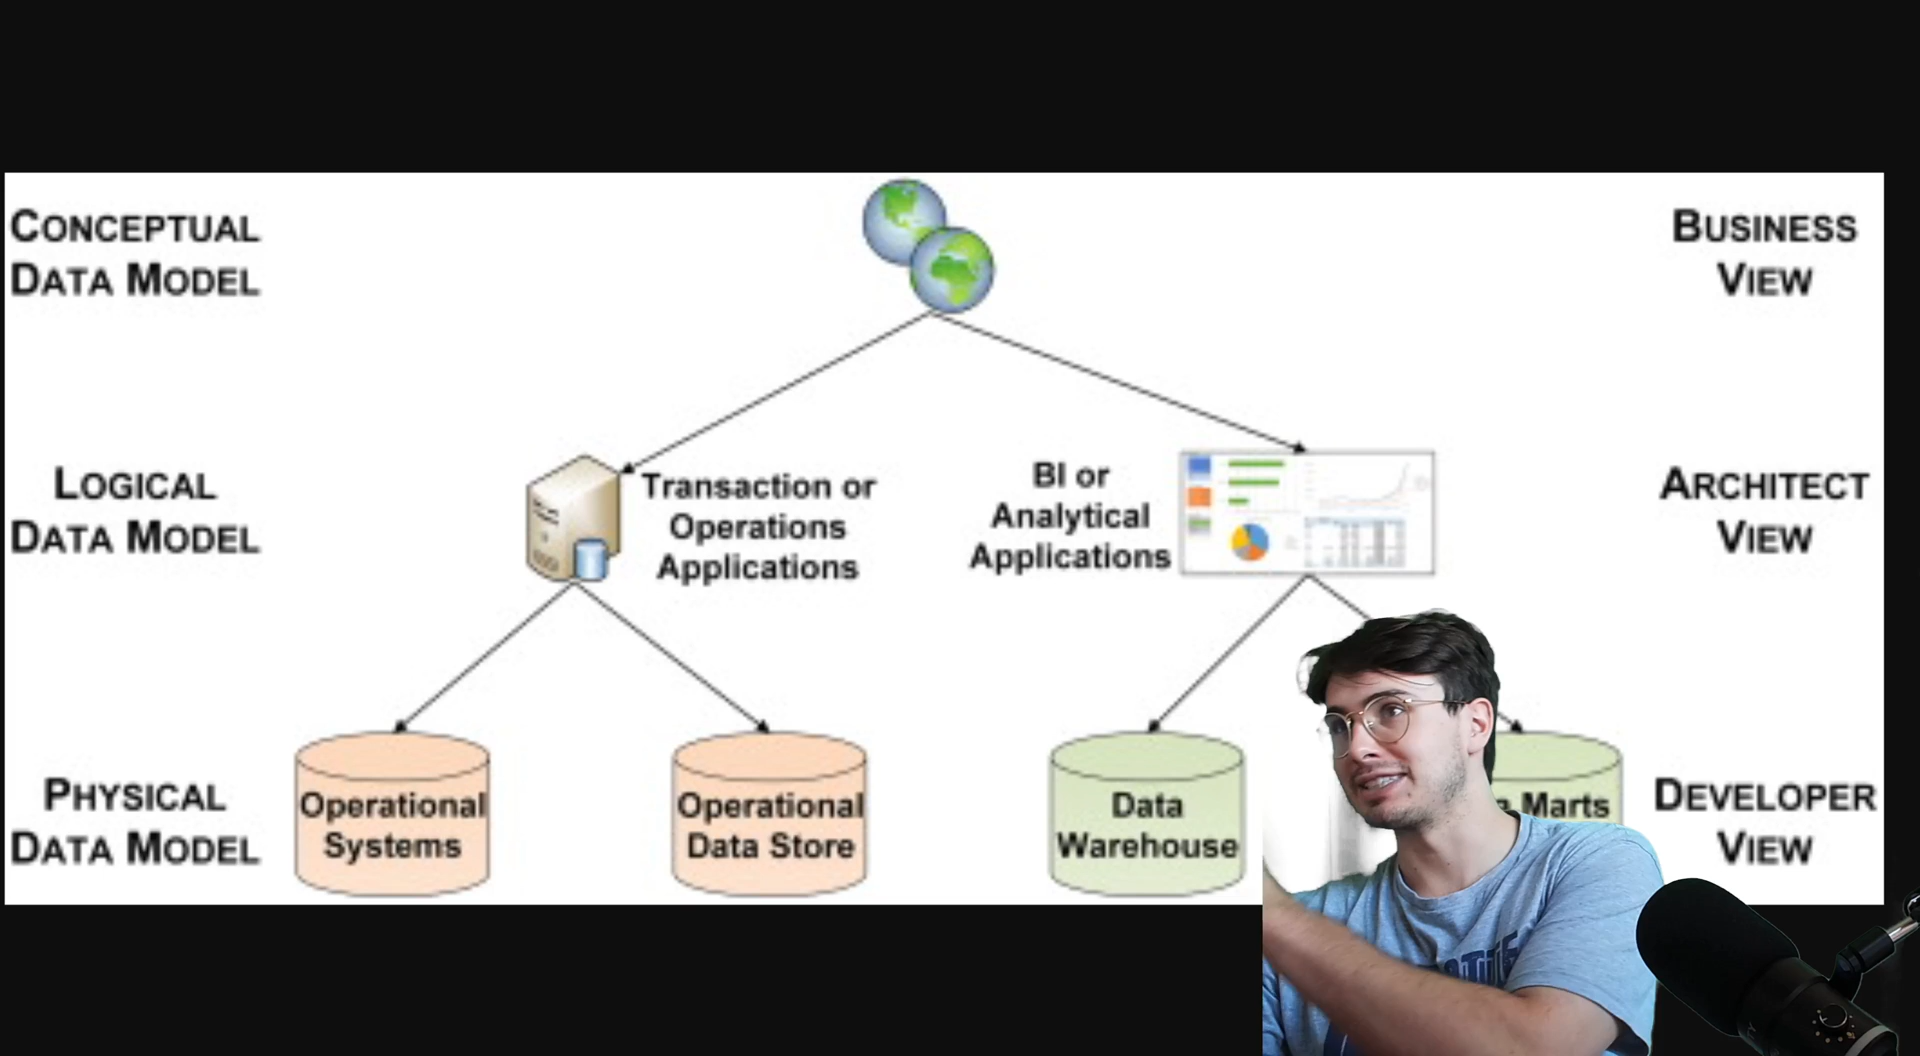 CONCEPTUAL
DATA MODEL
BUSINESS
VIEW
LOGICAL
DATA MODEL
Transaction or
Operations
Applications
BI or
Analytical
Applications
ARCHITECT
VIEW
PHYSICAL
DATA MODEL
Operational
Systems
Operational
Data Store
Data
Warehouse
Marts
DEVELOPER
VIEW